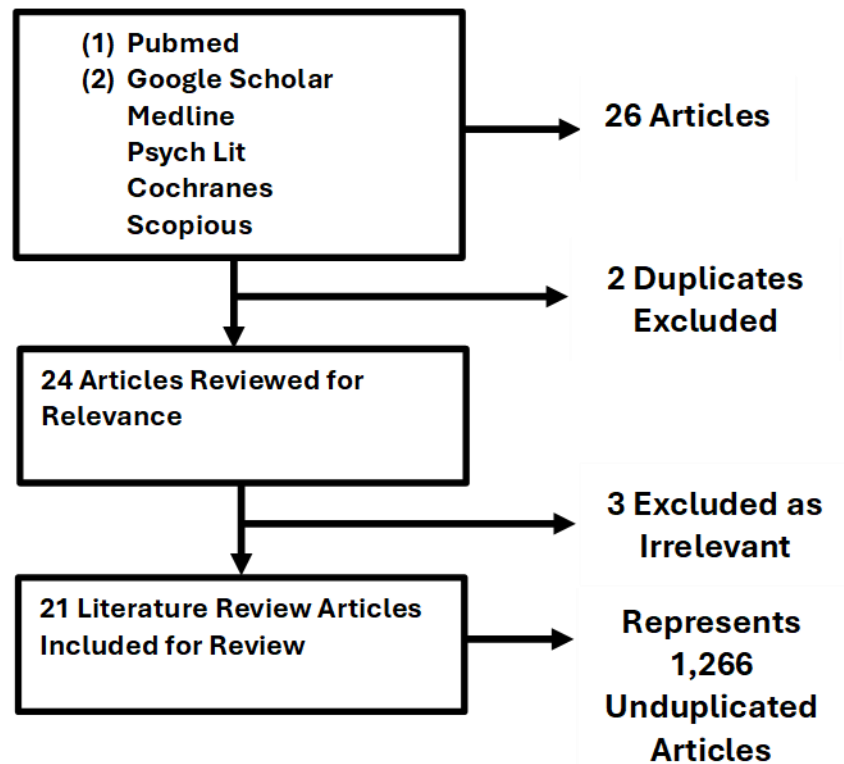 (1) Pubmed
(2) Google Scholar
Medline
Psych Lit
Cochranes
Scopious
26 Articles
2 Duplicates
Excluded
24 Articles Reviewed for
Relevance
3 Excluded as
Irrelevant
21 Literature Review Articles
Included for Review
Represents
1,266
Unduplicated
Articles